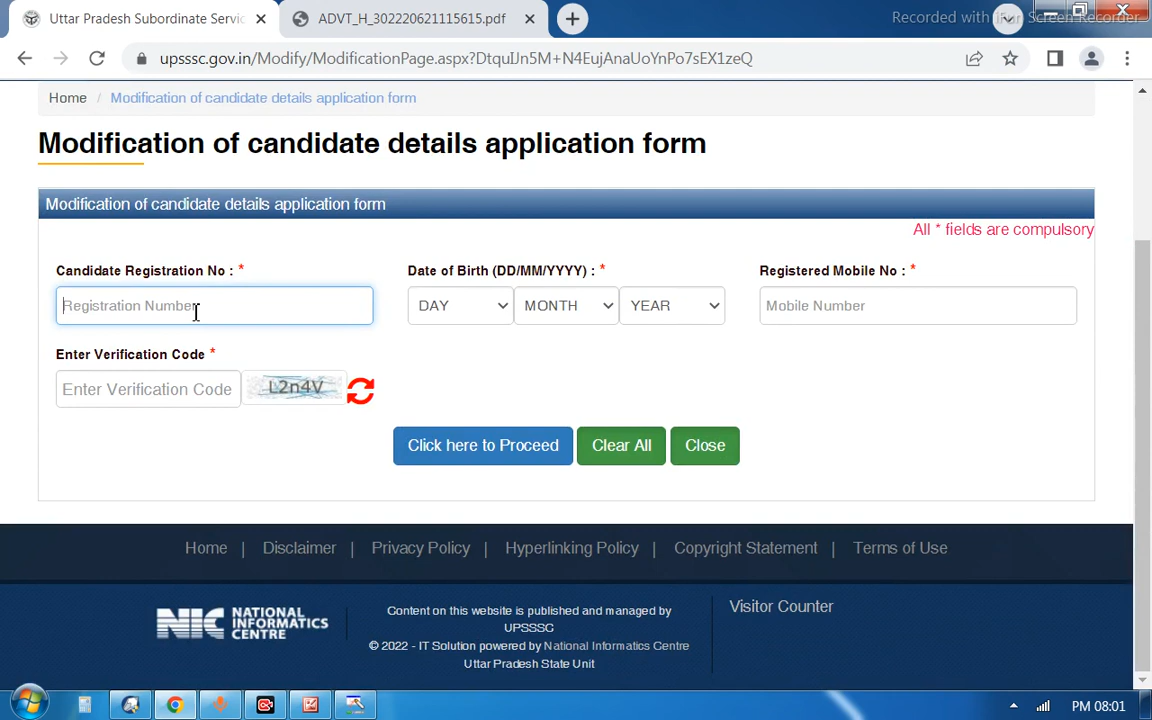 Uttar Pradesh Subordinate Servic
ADVT_H_302220621115615.pdf
Recorded with
Screen Recorder
upsssc.gov.in/Modify/ModificationPage.aspx?DtquIJn5M+N4EujAnaUoYnPo7sEX1zeQ
Home / Modification of candidate details application form
Modification of candidate details application form
Modification of candidate details application form
All * fields are compulsory
Candidate Registration No : *
Date of Birth (DD/MM/YYYY) : *
Registered Mobile No : *
Registration Number
DAY
MONTH
YEAR
Mobile Number
Enter Verification Code *
Enter Verification Code
L2n4V
Click here to Proceed
Clear All
Close
Home | Disclaimer | Privacy Policy | Hyperlinking Policy | Copyright Statement | Terms of Use
NIC NATIONAL INFORMATICS CENTRE
Content on this website is published and managed by
UPSSSC
© 2022 - IT Solution powered by National Informatics Centre
Uttar Pradesh State Unit
Visitor Counter
PM 08:01